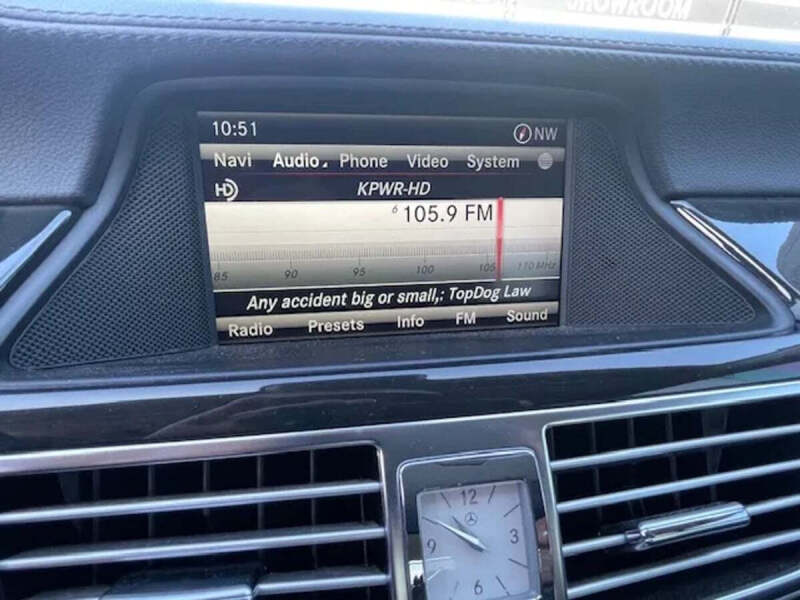 SHOWROOM
10:51 NW
Navi Audio Phone Video System
HD KPWR-HD
6 105.9 FM
85 90 95 100 105 110 MHz
Any accident big or small,: TopDog Law
Radio Presets Info FM Sound
12
9 3
6